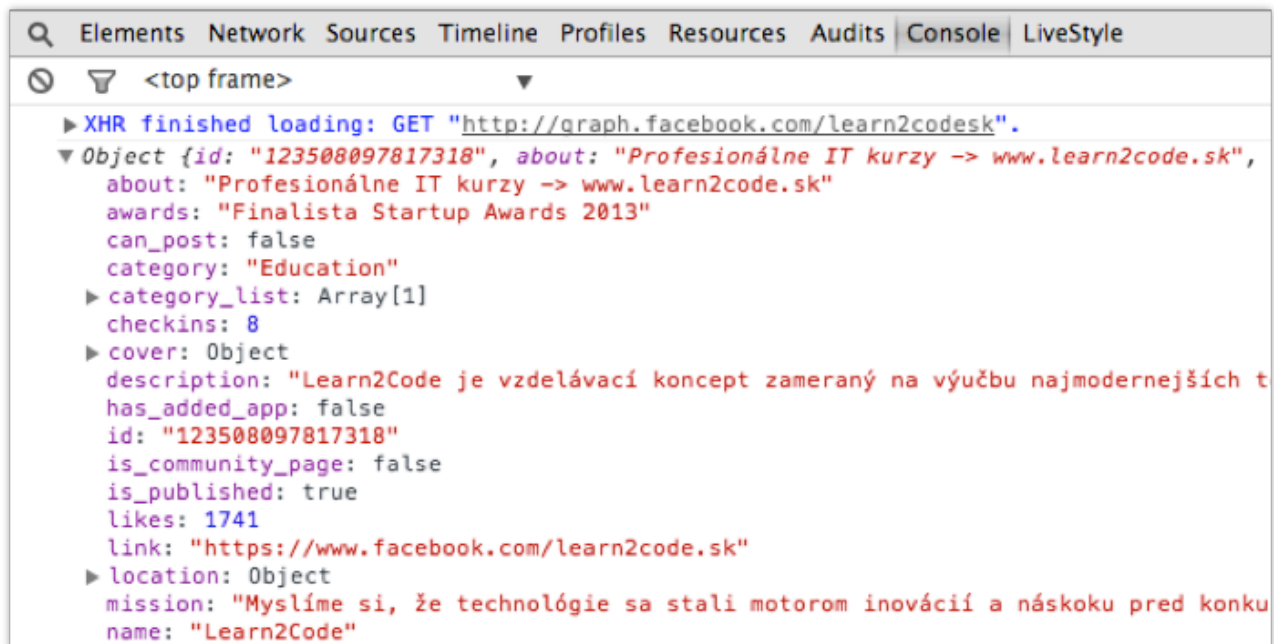 Elements Network Sources Timeline Profiles Resources Audits Console LiveStyle
<top frame>
XHR finished loading: GET "http://graph.facebook.com/learn2codesk".
Object {id: "123508097817318", about: "Profesionálne IT kurzy -> www.learn2code.sk",
about: "Profesionálne IT kurzy -> www.learn2code.sk"
awards: "Finalista Startup Awards 2013"
can_post: false
category: "Education"
category_list: Array[1]
checkins: 8
cover: Object
description: "Learn2Code je vzdelávací koncept zameraný na výučbu najmodernejších t
has_added_app: false
id: "123508097817318"
is_community_page: false
is_published: true
likes: 1741
link: "https://www.facebook.com/learn2code.sk"
location: Object
mission: "Myslíme si, že technológie sa stali motorom inovácií a náskoku pred konku
name: "Learn2Code"